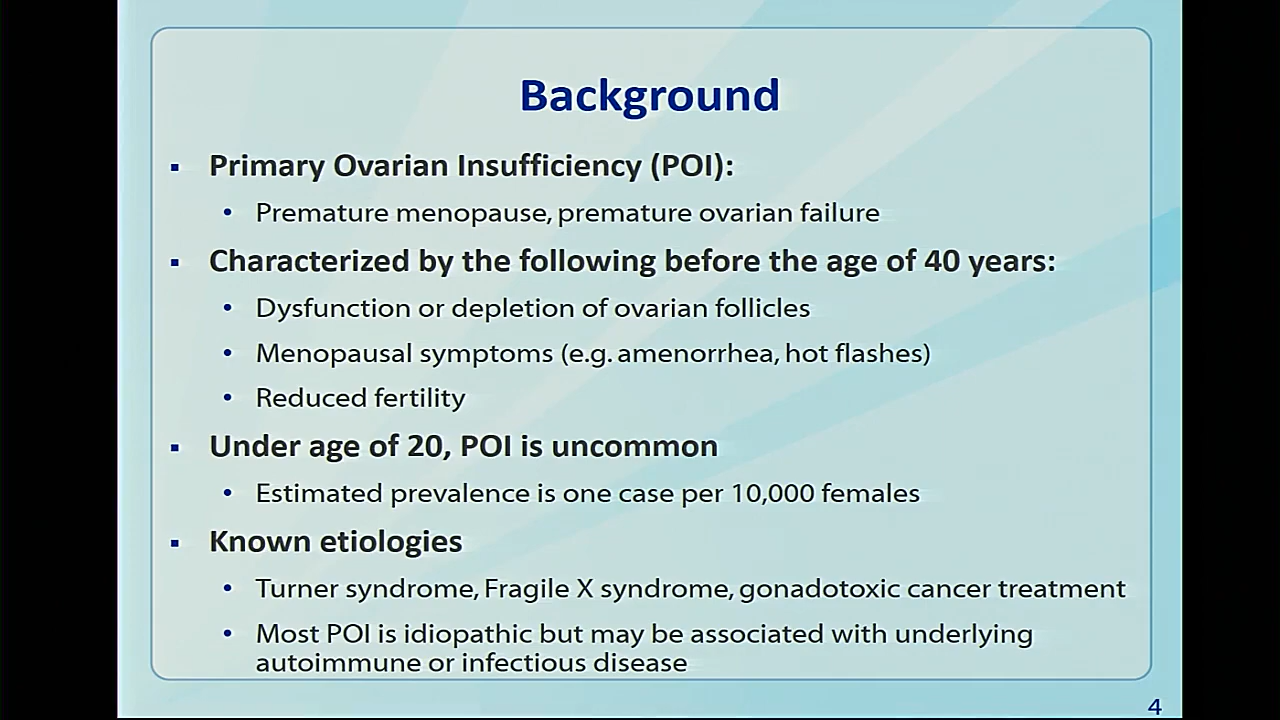 Background
▪ Primary Ovarian Insufficiency (POI):
• Premature menopause, premature ovarian failure
▪ Characterized by the following before the age of 40 years:
• Dysfunction or depletion of ovarian follicles
• Menopausal symptoms (e.g. amenorrhea, hot flashes)
• Reduced fertility
▪ Under age of 20, POI is uncommon
• Estimated prevalence is one case per 10,000 females
▪ Known etiologies
• Turner syndrome, Fragile X syndrome, gonadotoxic cancer treatment
• Most POI is idiopathic but may be associated with underlying
autoimmune or infectious disease
4